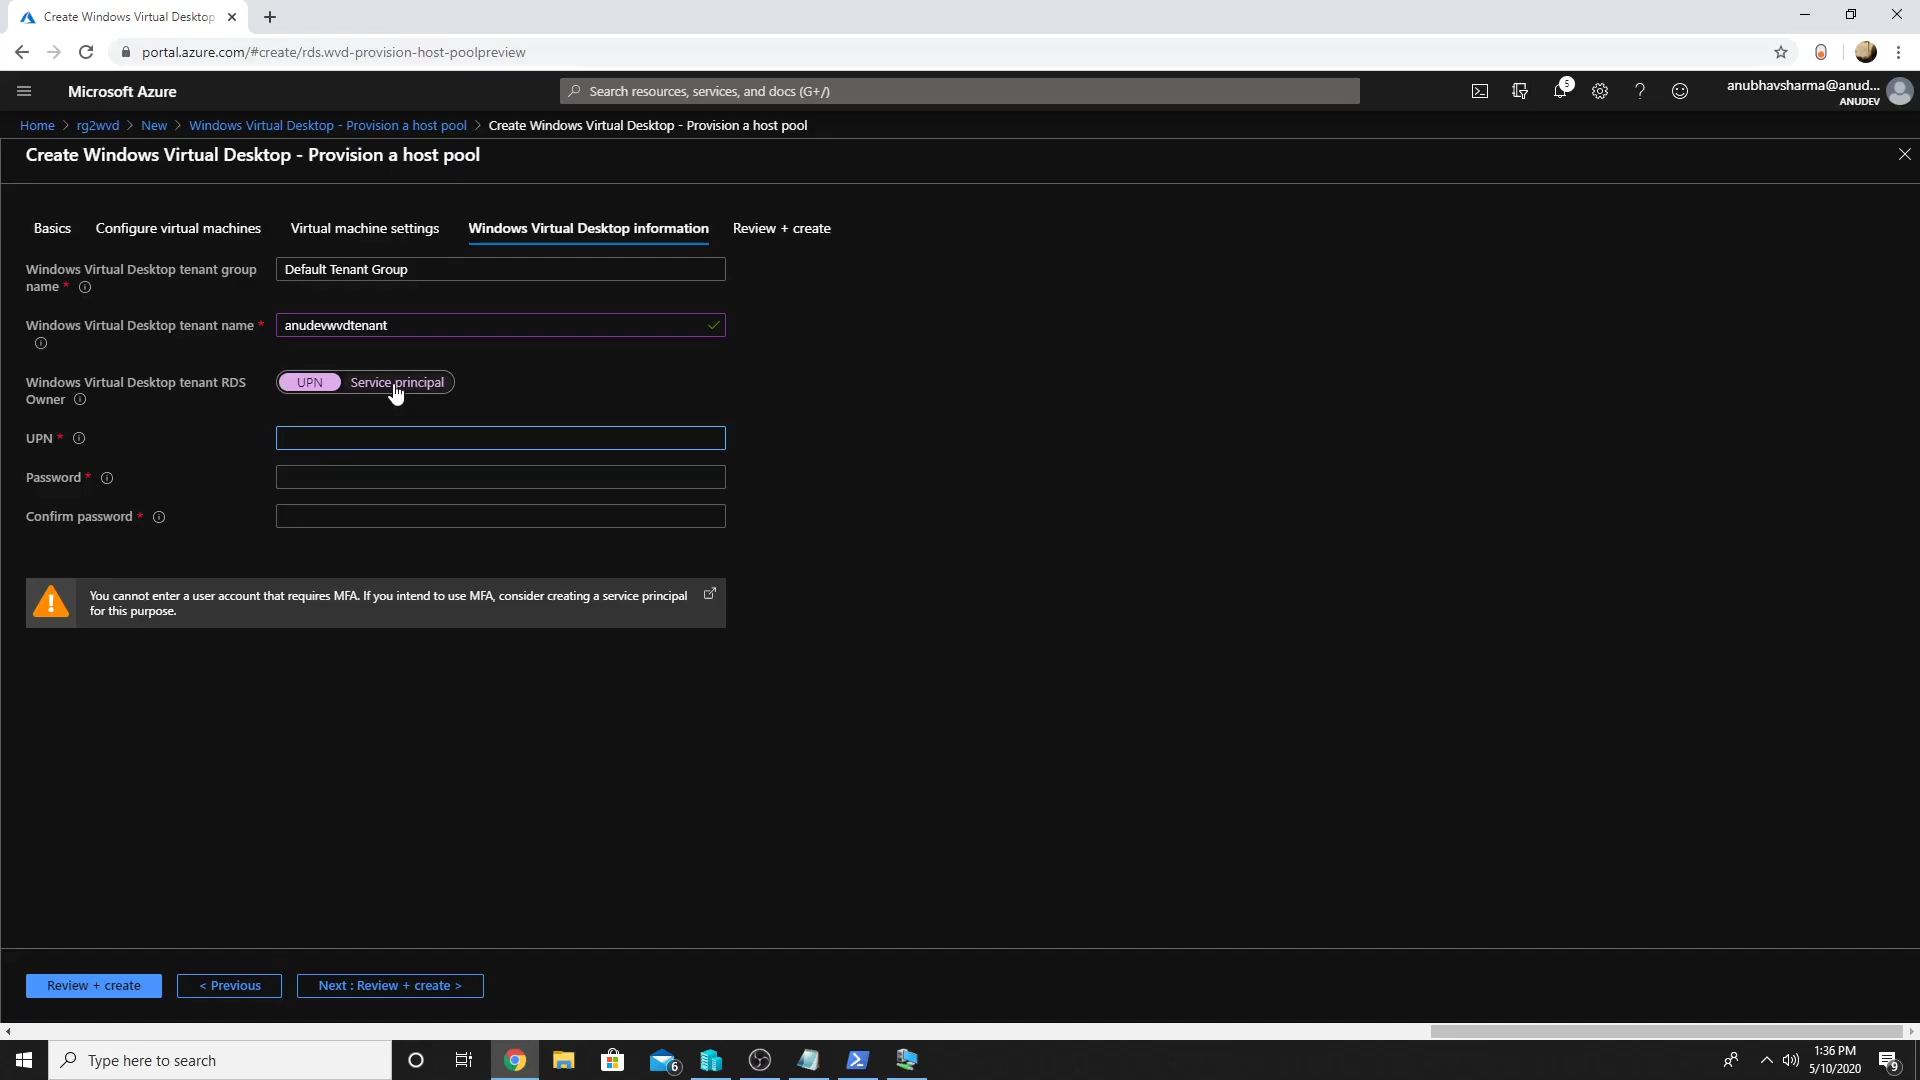 Create Windows Virtual Desktop
portal.azure.com/#create/rds.wvd-provision-host-poolpreview
Microsoft Azure
Search resources, services, and docs (G+/)
5
anubhavsharma@anud...
ANUDEV
Home > rg2wvd > New > Windows Virtual Desktop - Provision a host pool > Create Windows Virtual Desktop - Provision a host pool
Create Windows Virtual Desktop - Provision a host pool
Basics Configure virtual machines Virtual machine settings Windows Virtual Desktop information Review + create
Windows Virtual Desktop tenant group
name *
Default Tenant Group
Windows Virtual Desktop tenant name *
anudevwvdtenant
Windows Virtual Desktop tenant RDS
Owner
UPN Service principal
UPN *
Password *
Confirm password *
You cannot enter a user account that requires MFA. If you intend to use MFA, consider creating a service principal
for this purpose.
Review + create < Previous Next : Review + create >
Type here to search
6
1:36 PM
5/10/2020
9